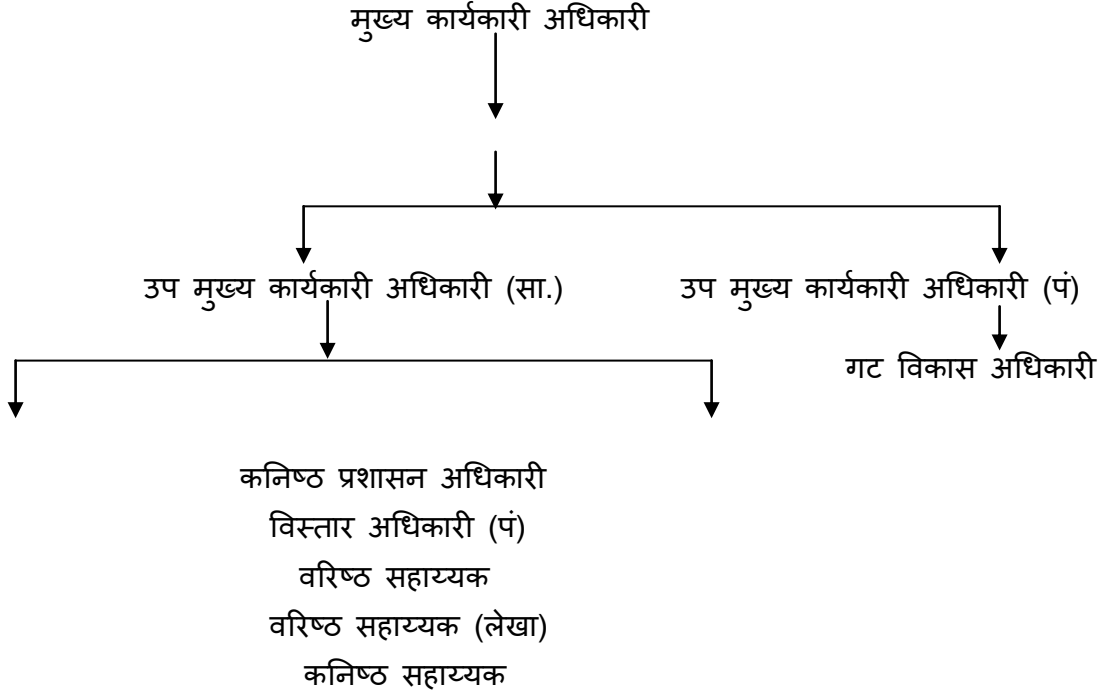 मुख्य कार्यकारी अधिकारी
उप मुख्य कार्यकारी अधिकारी (सा.) उप मुख्य कार्यकारी अधिकारी (पं)
गट विकास अधिकारी
कनिष्ठ प्रशासन अधिकारी
विस्तार अधिकारी (पं)
वरिष्ठ सहाय्यक
वरिष्ठ सहाय्यक (लेखा)
कनिष्ठ सहाय्यक